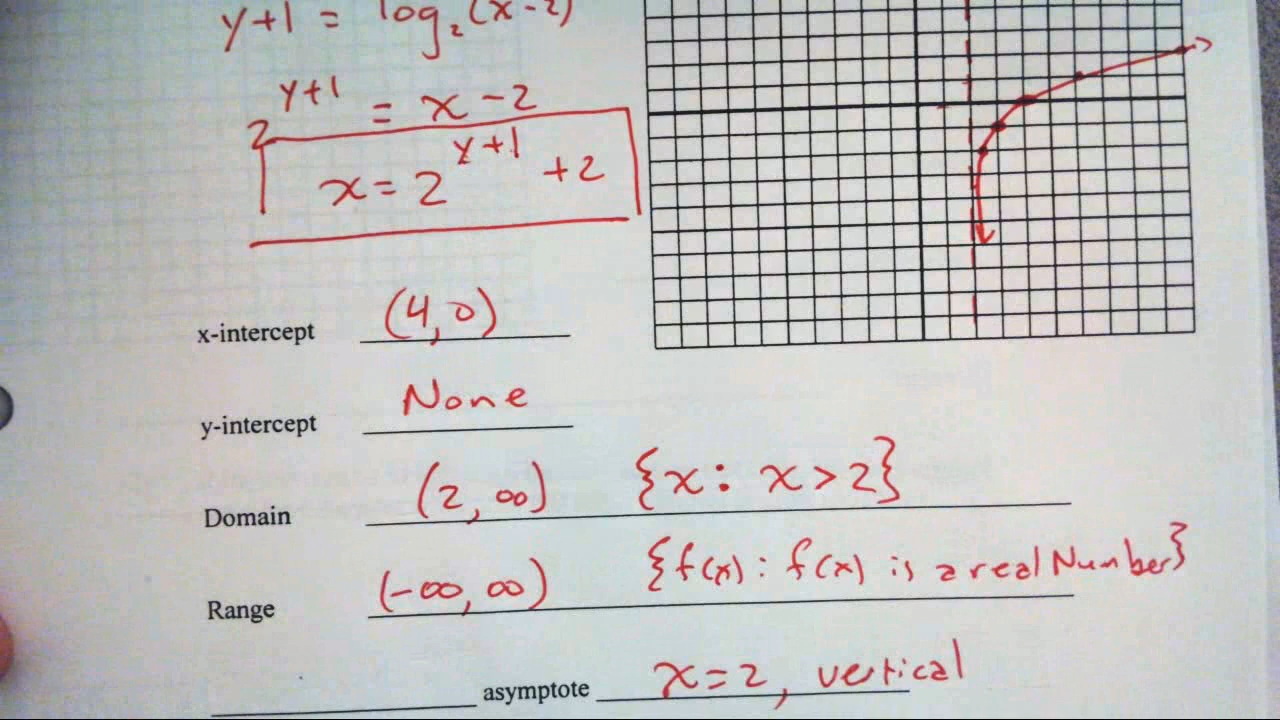 y+1 = log₂(x-2)
2^(y+1) = x-2
x = 2^(y+1) +2
x-intercept (4,0)
y-intercept None
Domain (2, ∞) {x: x>2}
Range (-∞, ∞) {f(x): f(x) is a real Number}
asymptote x=2, vertical